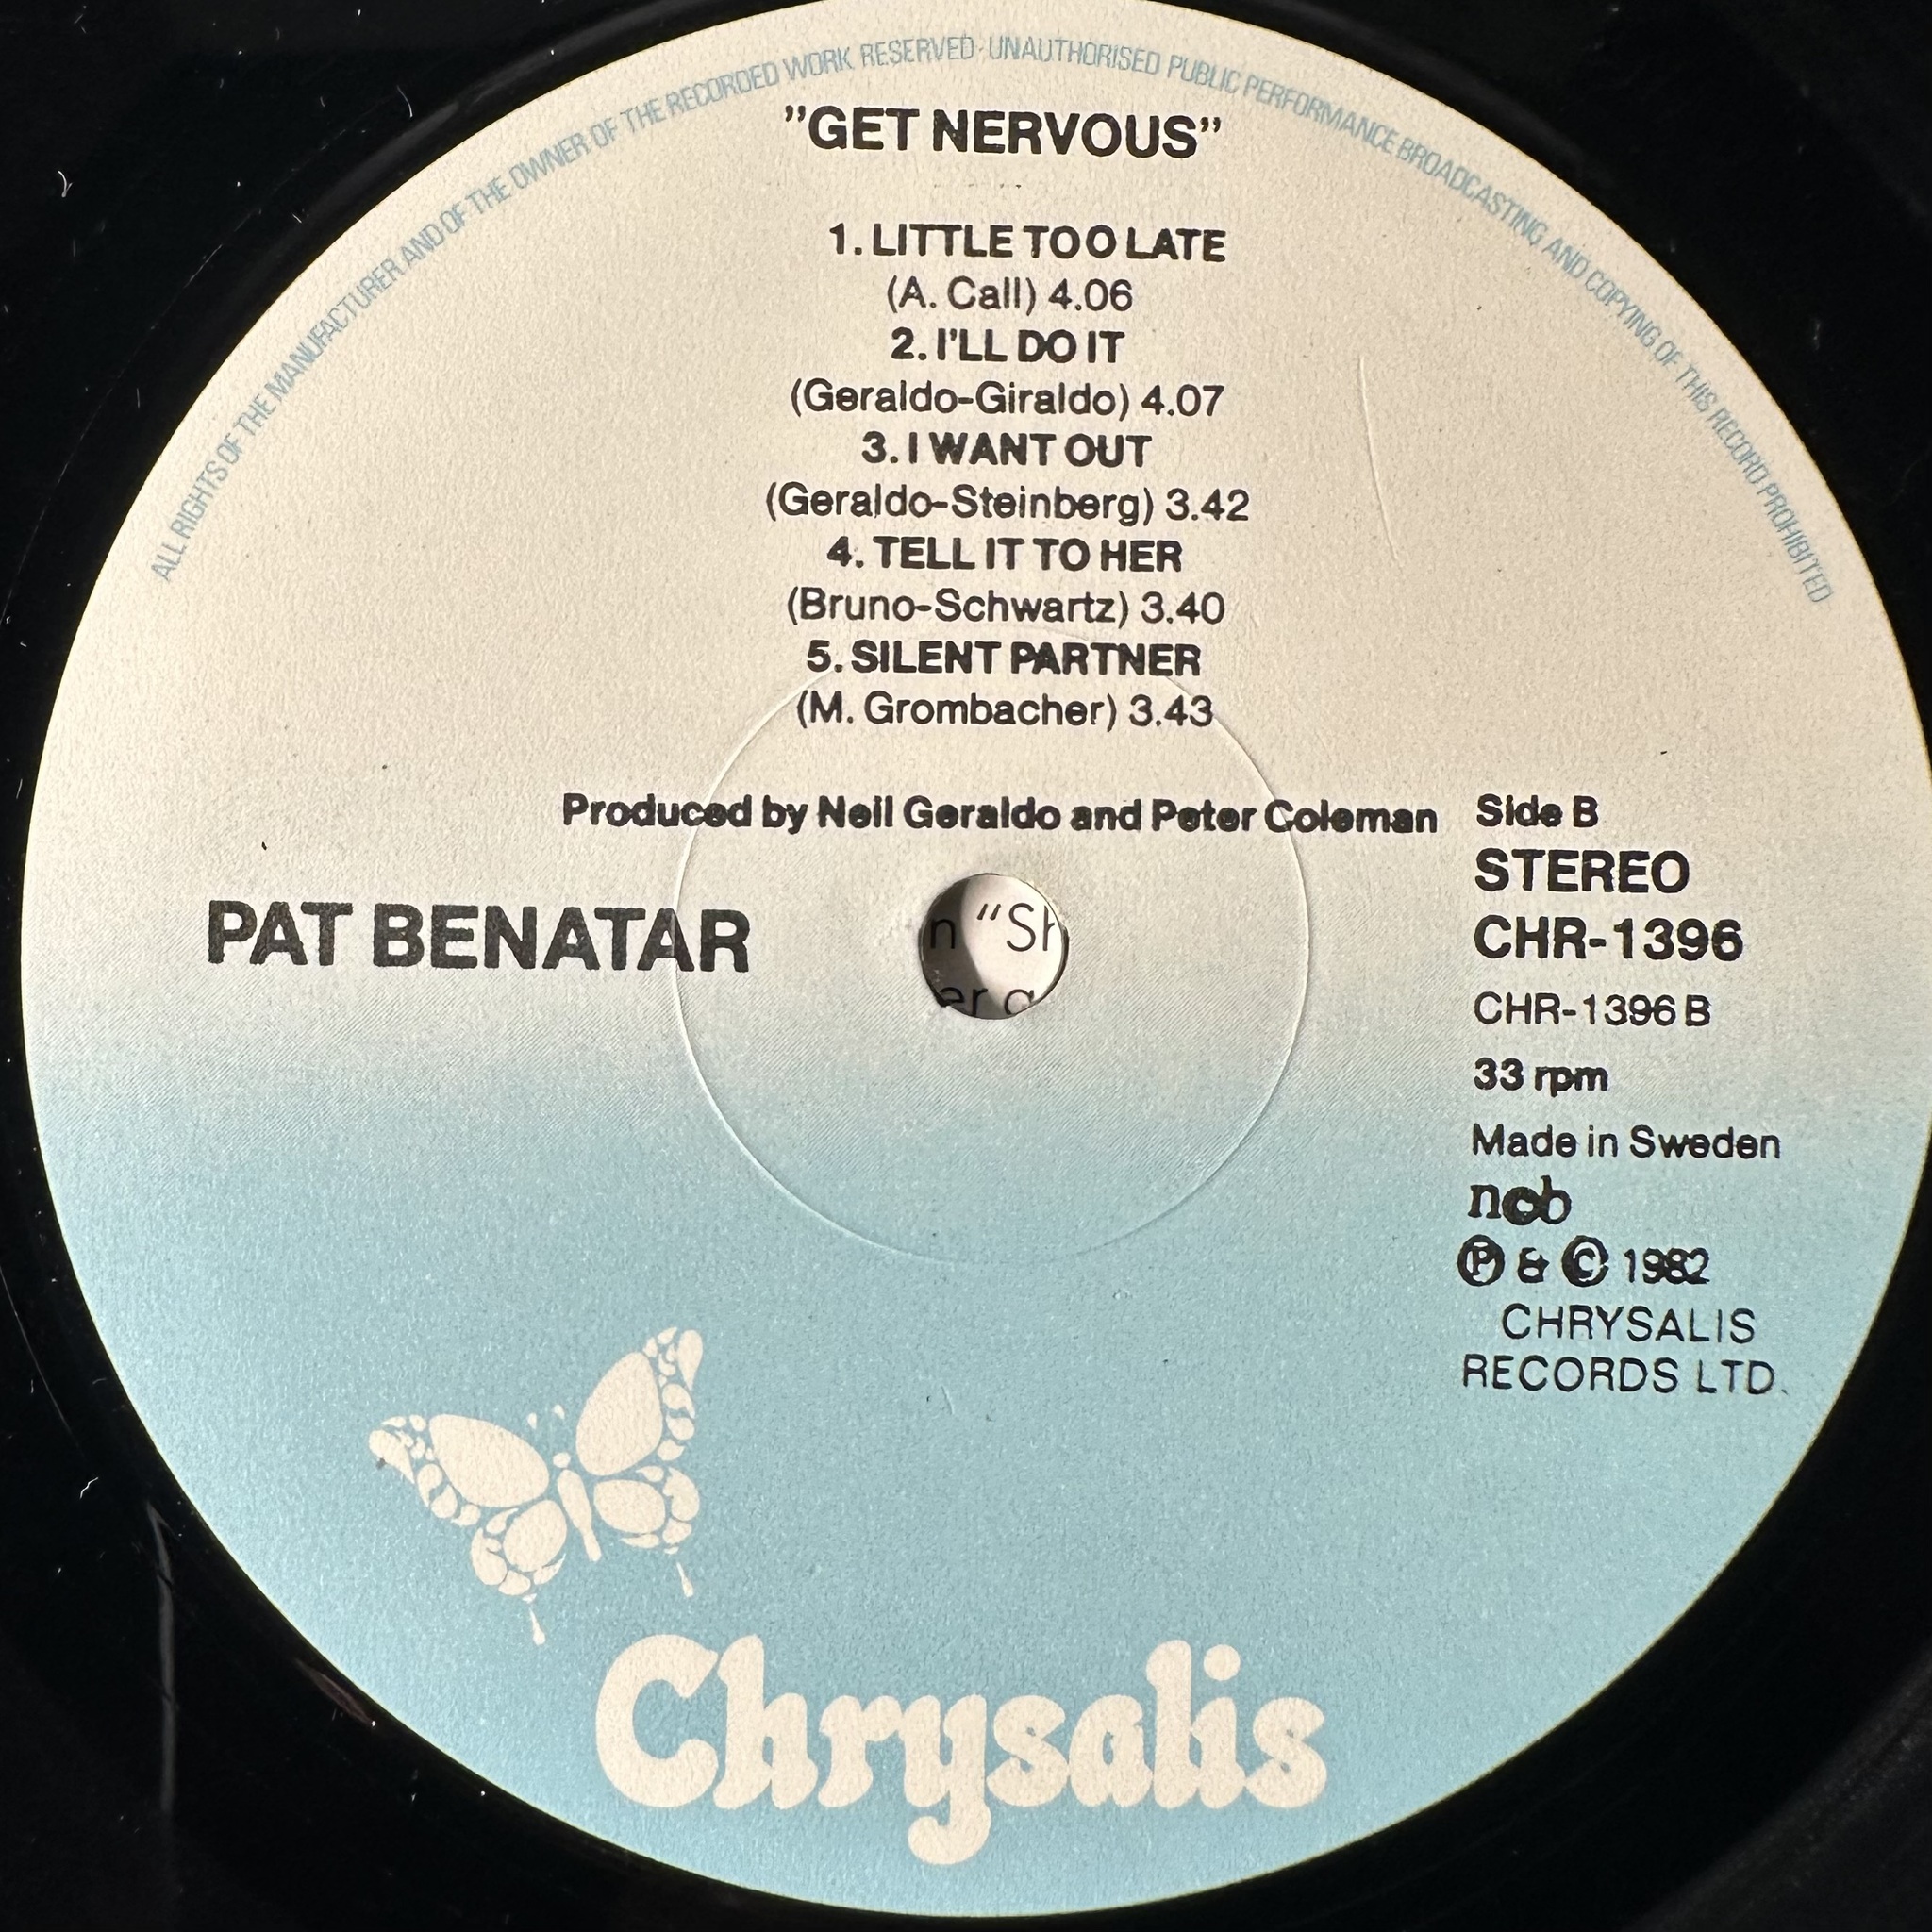 ALL RIGHTS OF THE MANUFACTURER AND OF THE OWNER OF THE RECORDED WORK RESERVED · UNAUTHORISED PUBLIC PERFORMANCE BROADCASTING AND COPYING OF THIS RECORD PROHIBITED
”GET NERVOUS”
1. LITTLE TOO LATE
(A. Call) 4.06
2. I'LL DO IT
(Geraldo-Giraldo) 4.07
3. I WANT OUT
(Geraldo-Steinberg) 3.42
4. TELL IT TO HER
(Bruno-Schwartz) 3.40
5. SILENT PARTNER
(M. Grombacher) 3.43
Produced by Neil Geraldo and Peter Coleman
PAT BENATAR
Side B
STEREO
CHR-1396
CHR-1396 B
33 rpm
Made in Sweden
ncb
Ⓟ & © 1982
CHRYSALIS
RECORDS LTD.
Chrysalis